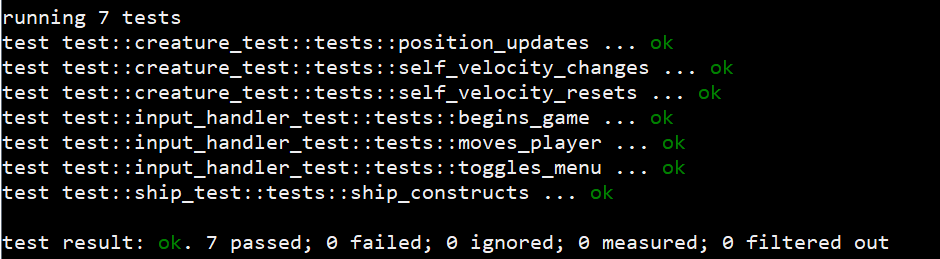 running 7 tests
test test::creature_test::tests::position_updates ... ok
test test::creature_test::tests::self_velocity_changes ... ok
test test::creature_test::tests::self_velocity_resets ... ok
test test::input_handler_test::tests::begins_game ... ok
test test::input_handler_test::tests::moves_player ... ok
test test::input_handler_test::tests::toggles_menu ... ok
test test::ship_test::tests::ship_constructs ... ok
test result: ok. 7 passed; 0 failed; 0 ignored; 0 measured; 0 filtered out